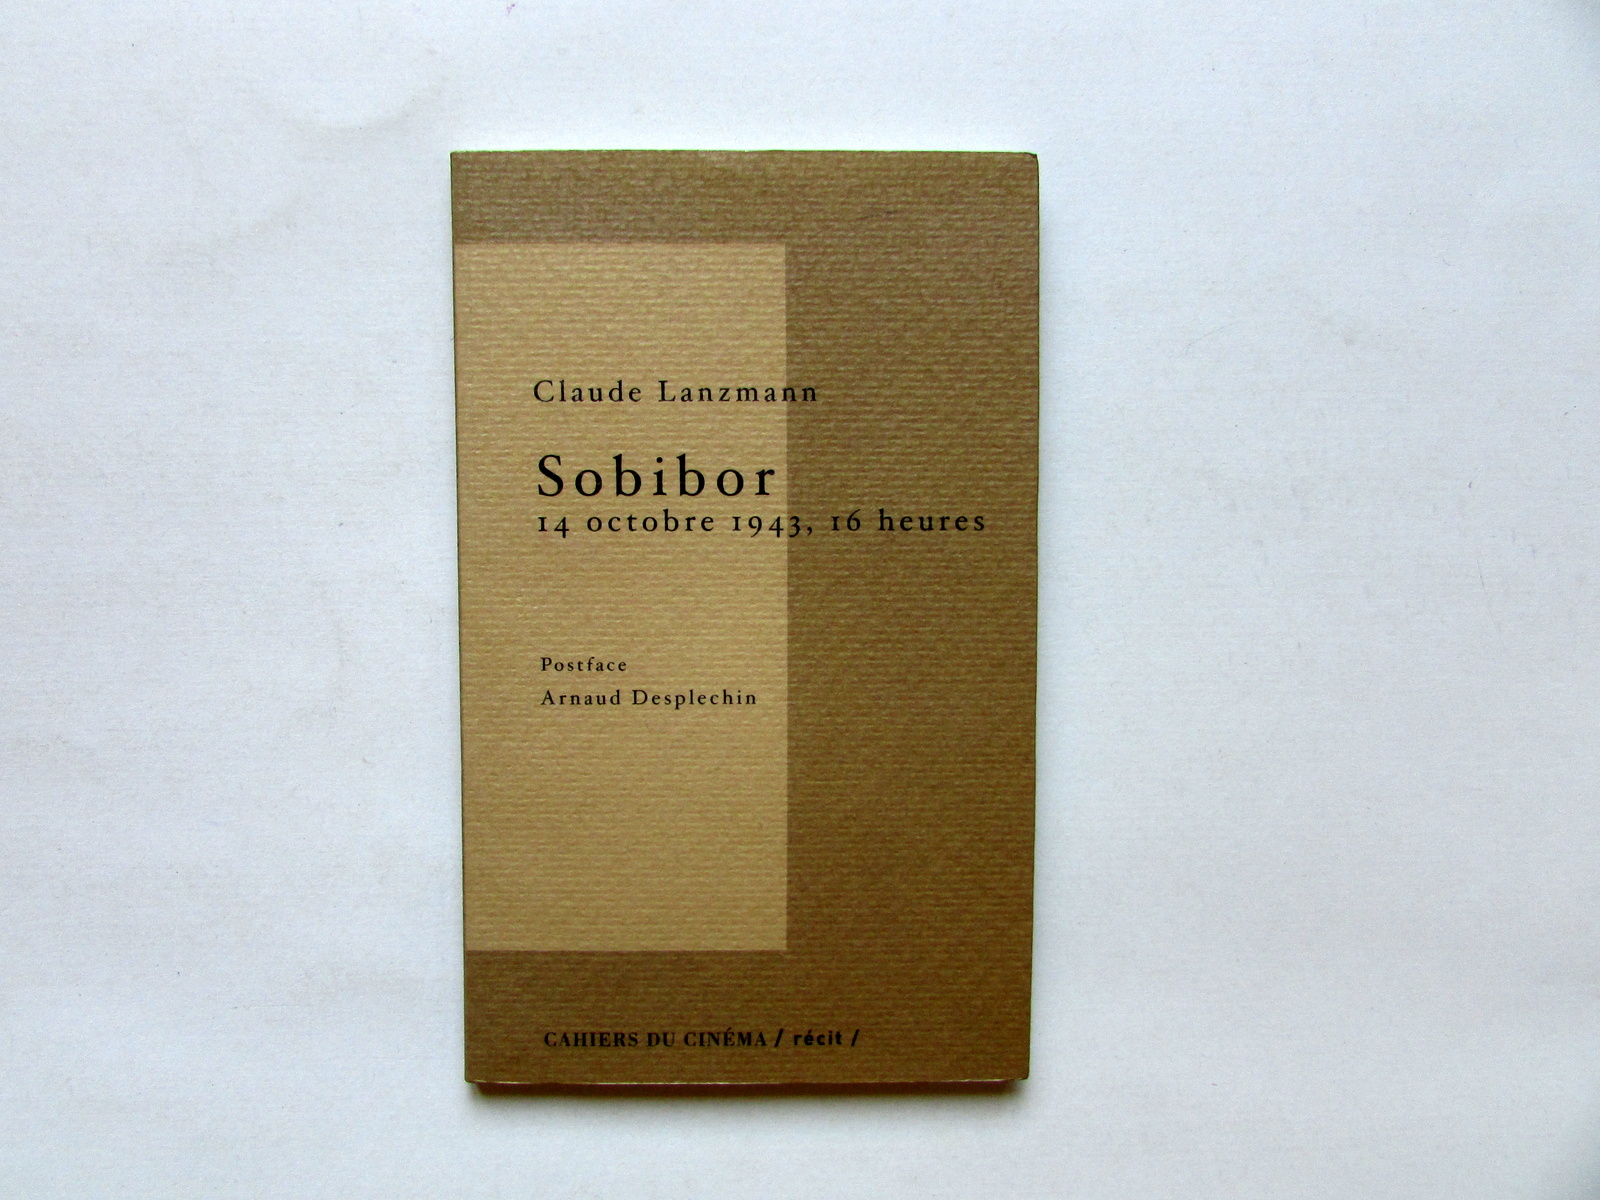 Claude Lanzmann
Sobibor
14 octobre 1943, 16 heures
Postface
Arnaud Desplechin
CAHIERS DU CINÉMA / récit /